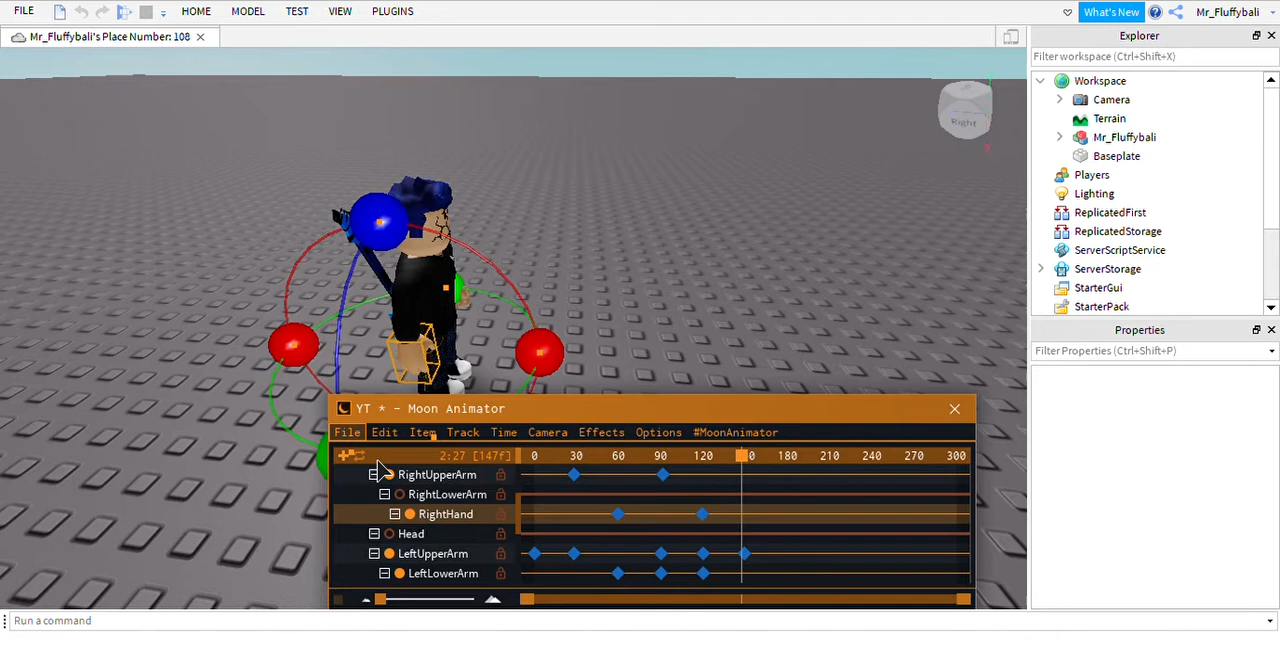 FILE HOME MODEL TEST VIEW PLUGINS What's New Mr_Fluffybali
Mr_Fluffybali's Place Number: 108
Explorer
Filter workspace (Ctrl+Shift+X)
Workspace
Camera
Terrain
Mr_Fluffybali
Baseplate
Players
Lighting
ReplicatedFirst
ReplicatedStorage
ServerScriptService
ServerStorage
StarterGui
StarterPack
Properties
Filter Properties (Ctrl+Shift+P)
Right
YT * - Moon Animator
File Edit Item Track Time Camera Effects Options #MoonAnimator
2:27 [147f] 0 30 60 90 120 0 180 210 240 270 300
RightUpperArm
RightLowerArm
RightHand
Head
LeftUpperArm
LeftLowerArm
Run a command